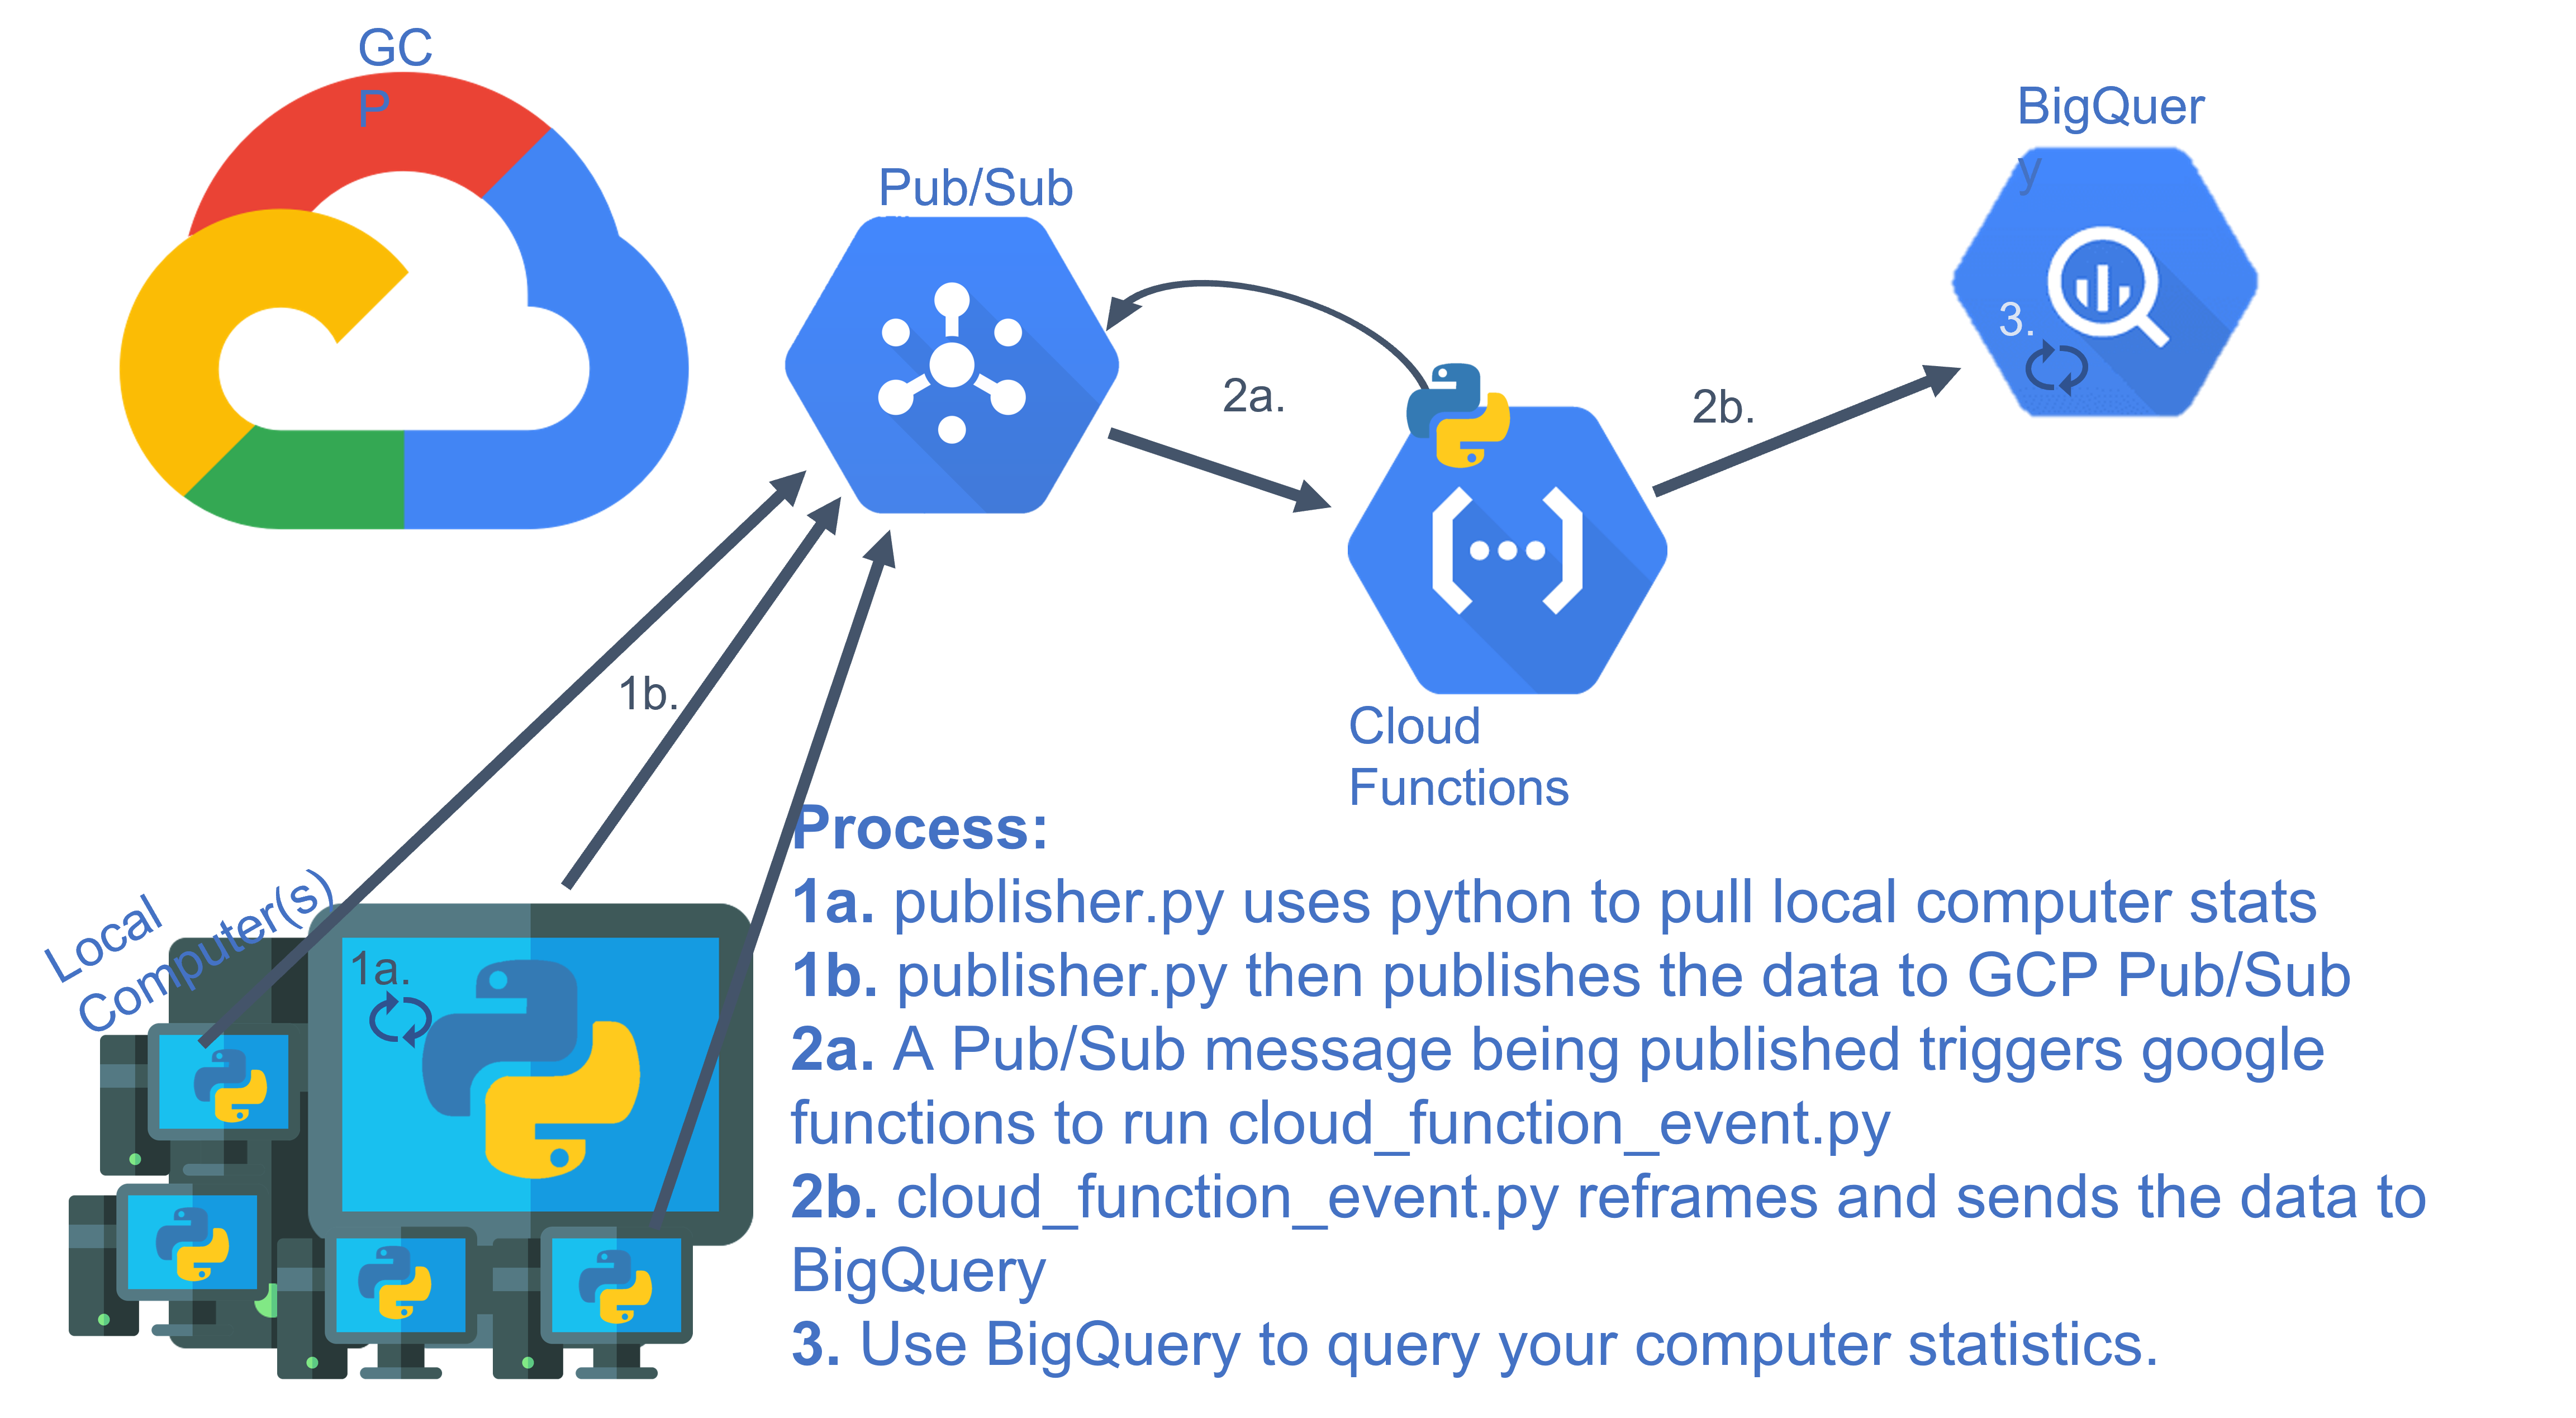 GC
P
Pub/Sub
BigQuer
y
3.
2a.
2b.
Cloud
Functions
1b.
Local
Computer(s)
1a.
Process:
1a. publisher.py uses python to pull local computer stats
1b. publisher.py then publishes the data to GCP Pub/Sub
2a. A Pub/Sub message being published triggers google
functions to run cloud_function_event.py
2b. cloud_function_event.py reframes and sends the data to
BigQuery
3. Use BigQuery to query your computer statistics.